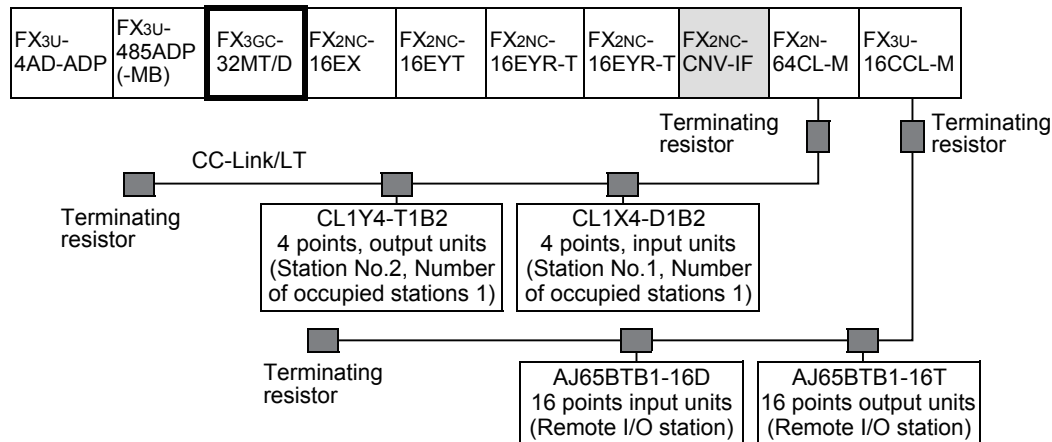 FX3U-
4AD-ADP
FX3U-
485ADP
(-MB)
FX3GC-
32MT/D
FX2NC-
16EX
FX2NC-
16EYT
FX2NC-
16EYR-T
FX2NC-
16EYR-T
FX2NC-
CNV-IF
FX2N-
64CL-M
FX3U-
16CCL-M
Terminating
resistor
Terminating
resistor
CC-Link/LT
Terminating
resistor
CL1Y4-T1B2
4 points, output units
(Station No.2, Number
of occupied stations 1)
CL1X4-D1B2
4 points, input units
(Station No.1, Number
of occupied stations 1)
Terminating
resistor
AJ65BTB1-16D
16 points input units
(Remote I/O station)
AJ65BTB1-16T
16 points output units
(Remote I/O station)